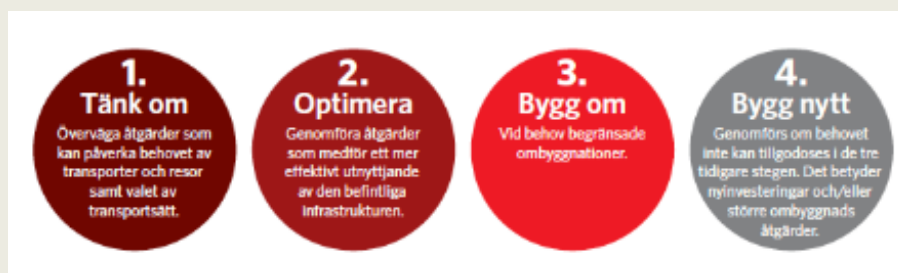 1.
Tänk om
Överväga åtgärder som
kan påverka behovet av
transporter och resor
samt valet av
transportsätt.
2.
Optimera
Genomföra åtgärder
som medför ett mer
effektivt utnyttjande
av den befintliga
infrastrukturen.
3.
Bygg om
Vid behov begränsade
ombyggnationer.
4.
Bygg nytt
Genomförs om behovet
inte kan tillgodoses i de tre
tidigare stegen. Det betyder
nyinvesteringar och/eller
större ombyggnads
åtgärder.